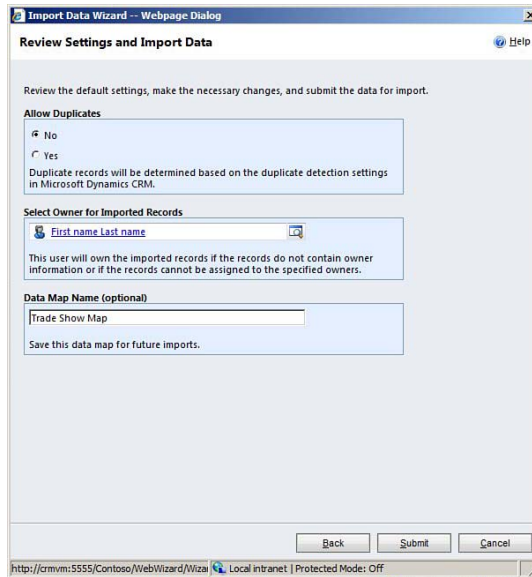 Import Data Wizard -- Webpage Dialog
Review Settings and Import Data
Help
Review the default settings, make the necessary changes, and submit the data for import.
Allow Duplicates
No
Yes
Duplicate records will be determined based on the duplicate detection settings
in Microsoft Dynamics CRM.
Select Owner for Imported Records
First name Last name
This user will own the imported records if the records do not contain owner
information or if the records cannot be assigned to the specified owners.
Data Map Name (optional)
Trade Show Map
Save this data map for future imports.
Back Submit Cancel
http://crmvm:5555/Contoso/WebWizard/Wizar Local intranet | Protected Mode: Off